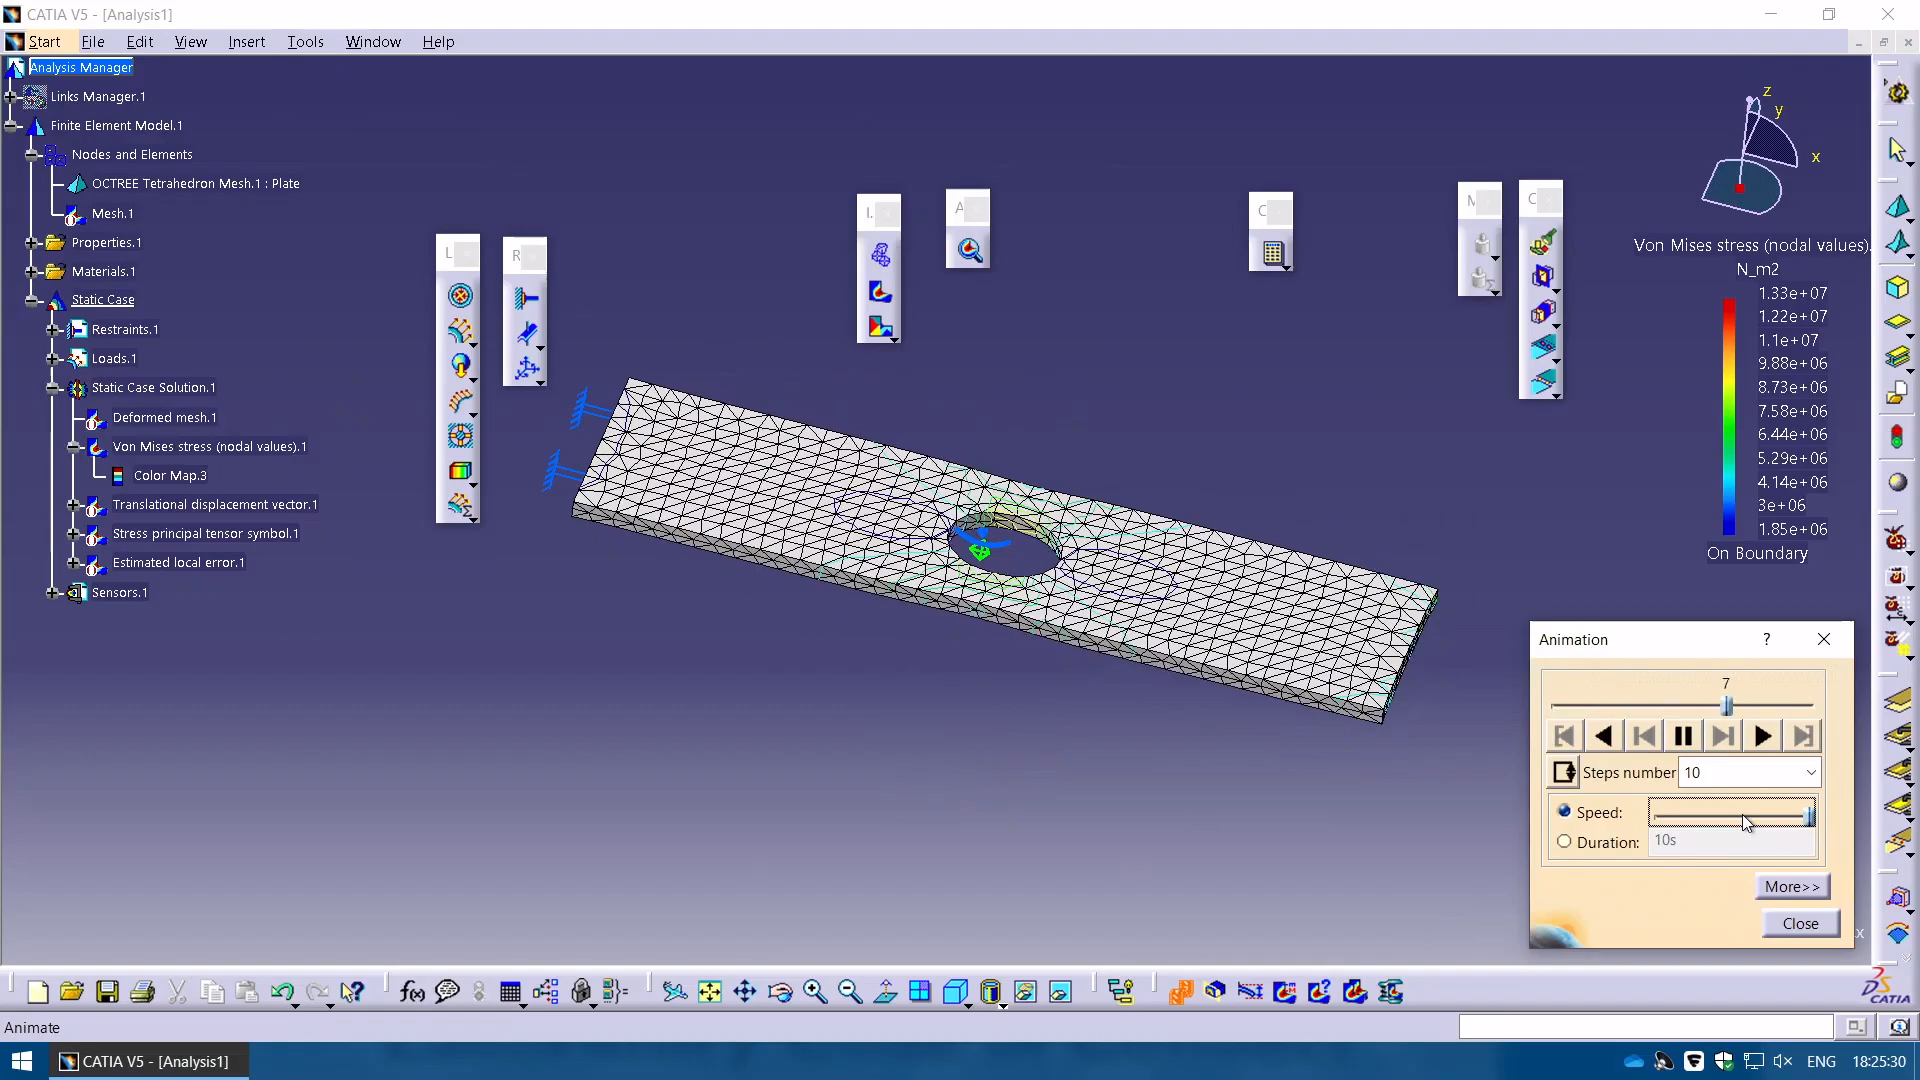 CATIA V5 - [Analysis1]
Start File Edit View Insert Tools Window Help
Analysis Manager
Links Manager.1
Finite Element Model.1
Nodes and Elements
OCTREE Tetrahedron Mesh.1 : Plate
Mesh.1
Properties.1
Materials.1
Static Case
Restraints.1
Loads.1
Static Case Solution.1
Deformed mesh.1
Von Mises stress (nodal values).1
Color Map.3
Translational displacement vector.1
Stress principal tensor symbol.1
Estimated local error.1
Sensors.1
L
R
I.
A
C
M
C
z
y
x
Von Mises stress (nodal values).
N_m2
1.33e+07
1.22e+07
1.1e+07
9.88e+06
8.73e+06
7.58e+06
6.44e+06
5.29e+06
4.14e+06
3e+06
1.85e+06
On Boundary
Animation ?
7
Steps number 10
Speed:
Duration: 10s
More>>
Close
x
f(x)
CATIA
Animate
CATIA V5 - [Analysis1]
ENG 18:25:30